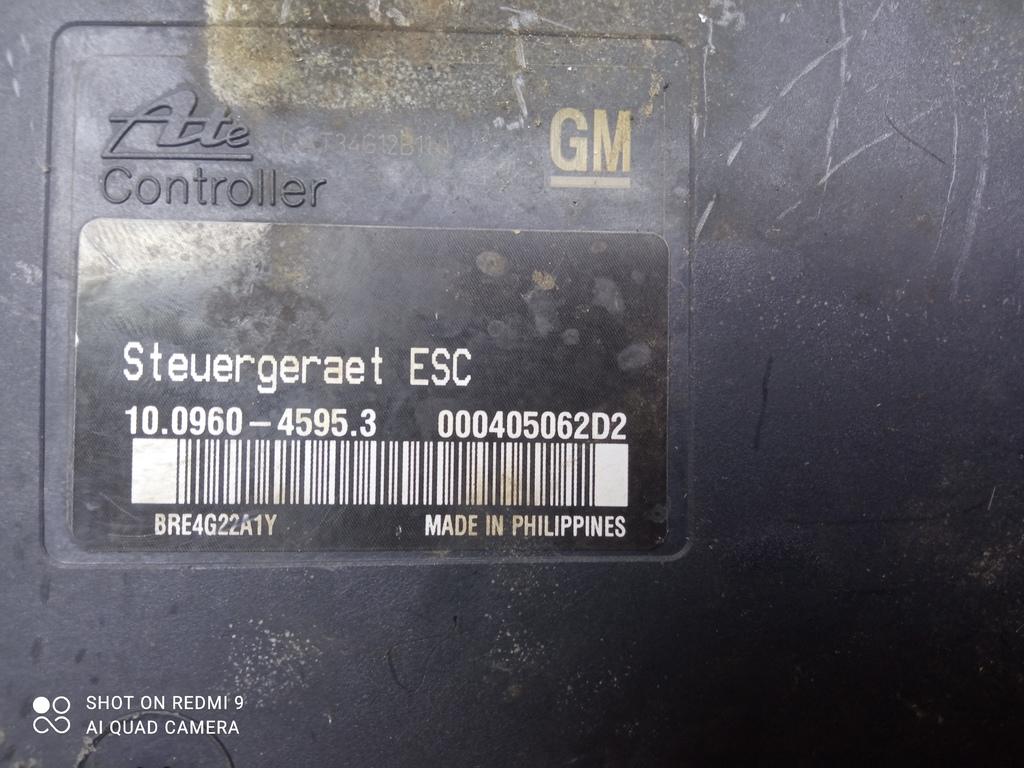 Ate
GM
Controller
Steuergeraet ESC
10.0960-4595.3 000405062D2
BRE4G22A1Y MADE IN PHILIPPINES
SHOT ON REDMI 9
AI QUAD CAMERA